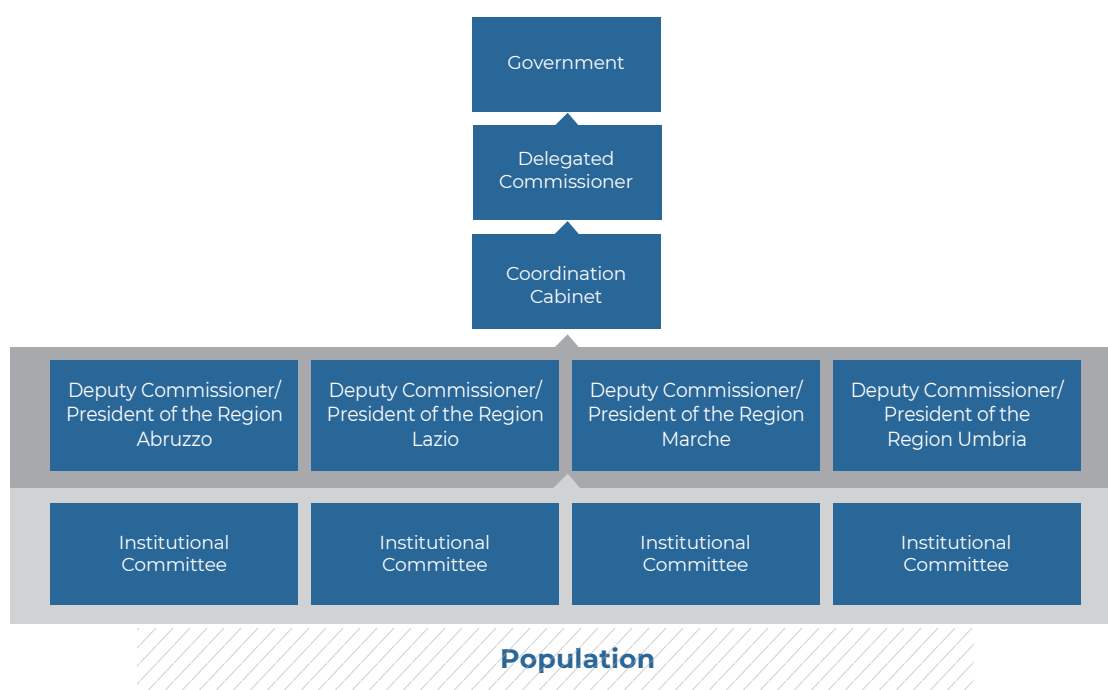 Government
Delegated
Commissioner
Coordination
Cabinet
Deputy Commissioner/
President of the Region
Abruzzo
Deputy Commissioner/
President of the Region
Lazio
Deputy Commissioner/
President of the Region
Marche
Deputy Commissioner/
President of the
Region Umbria
Institutional
Committee
Institutional
Committee
Institutional
Committee
Institutional
Committee
Population